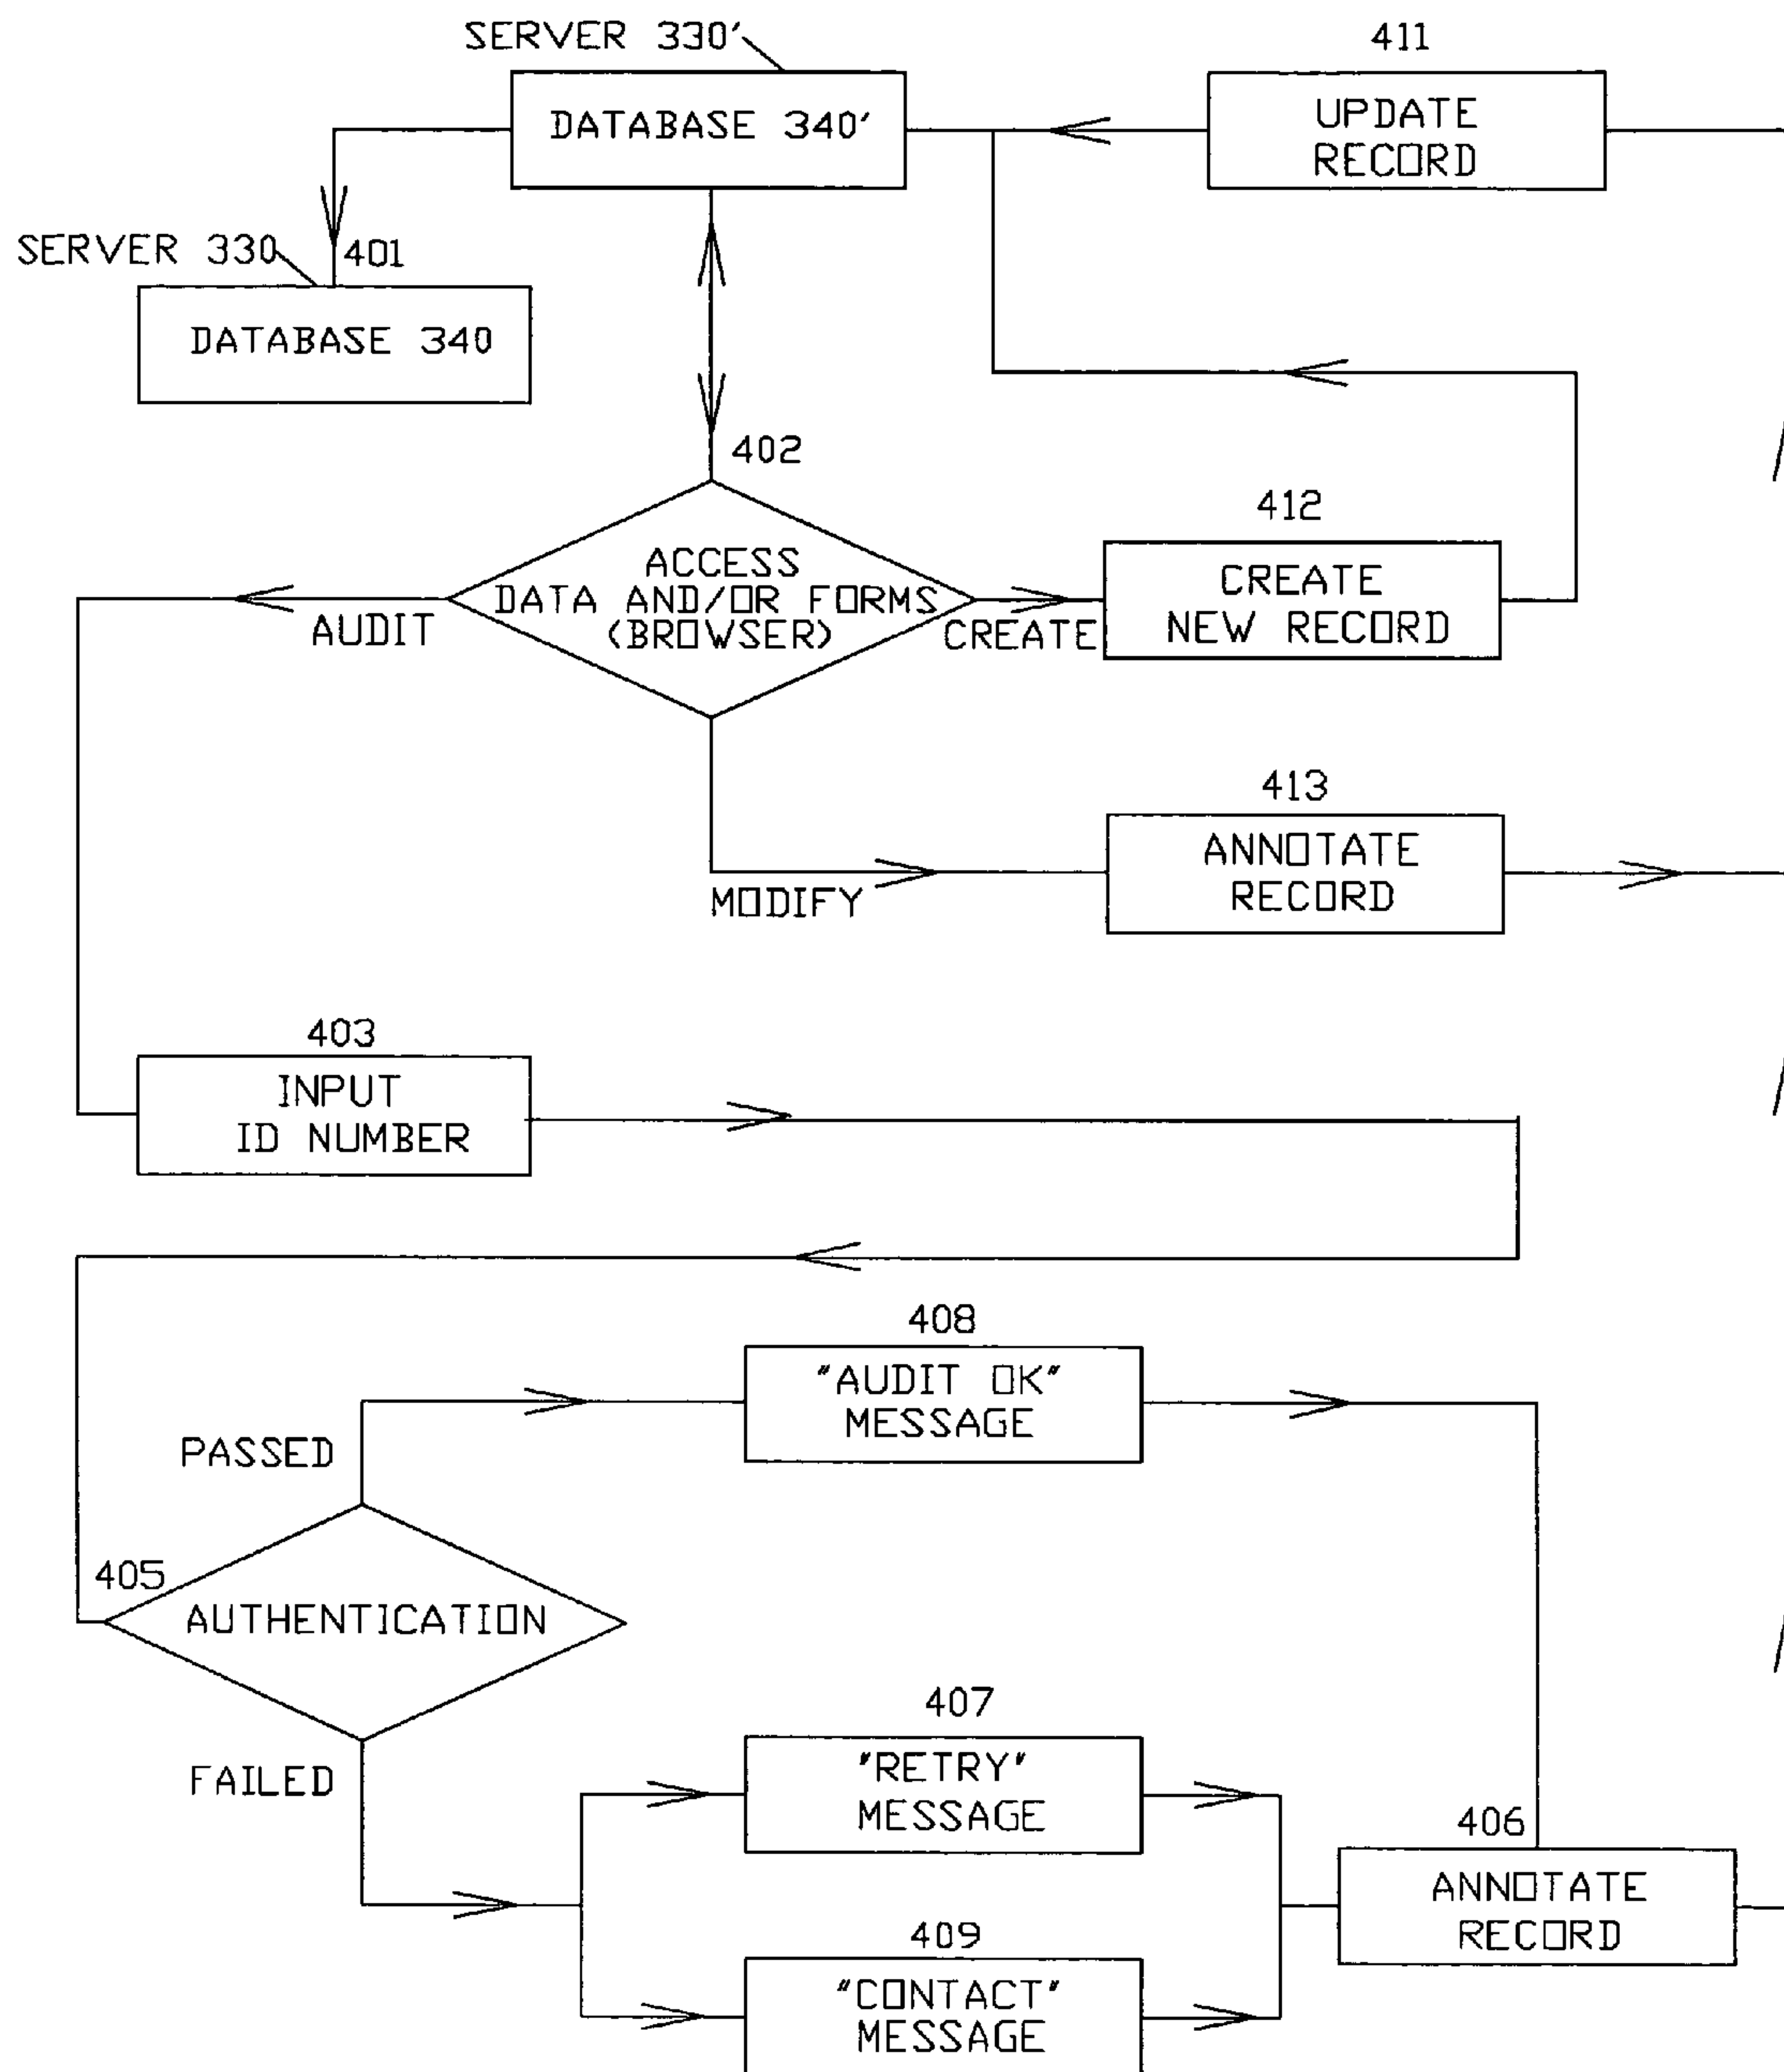 SERVER 330'
411
DATABASE 340'
UPDATE
RECORD
SERVER 330
401
DATABASE 340
402
412
ACCESS
DATA AND/OR FORMS
(BROWSER)
AUDIT
CREATE
CREATE
NEW RECORD
413
ANNOTATE
RECORD
MODIFY
403
INPUT
ID NUMBER
408
"AUDIT OK"
MESSAGE
PASSED
405
AUTHENTICATION
407
"RETRY"
MESSAGE
FAILED
406
ANNOTATE
RECORD
409
"CONTACT"
MESSAGE